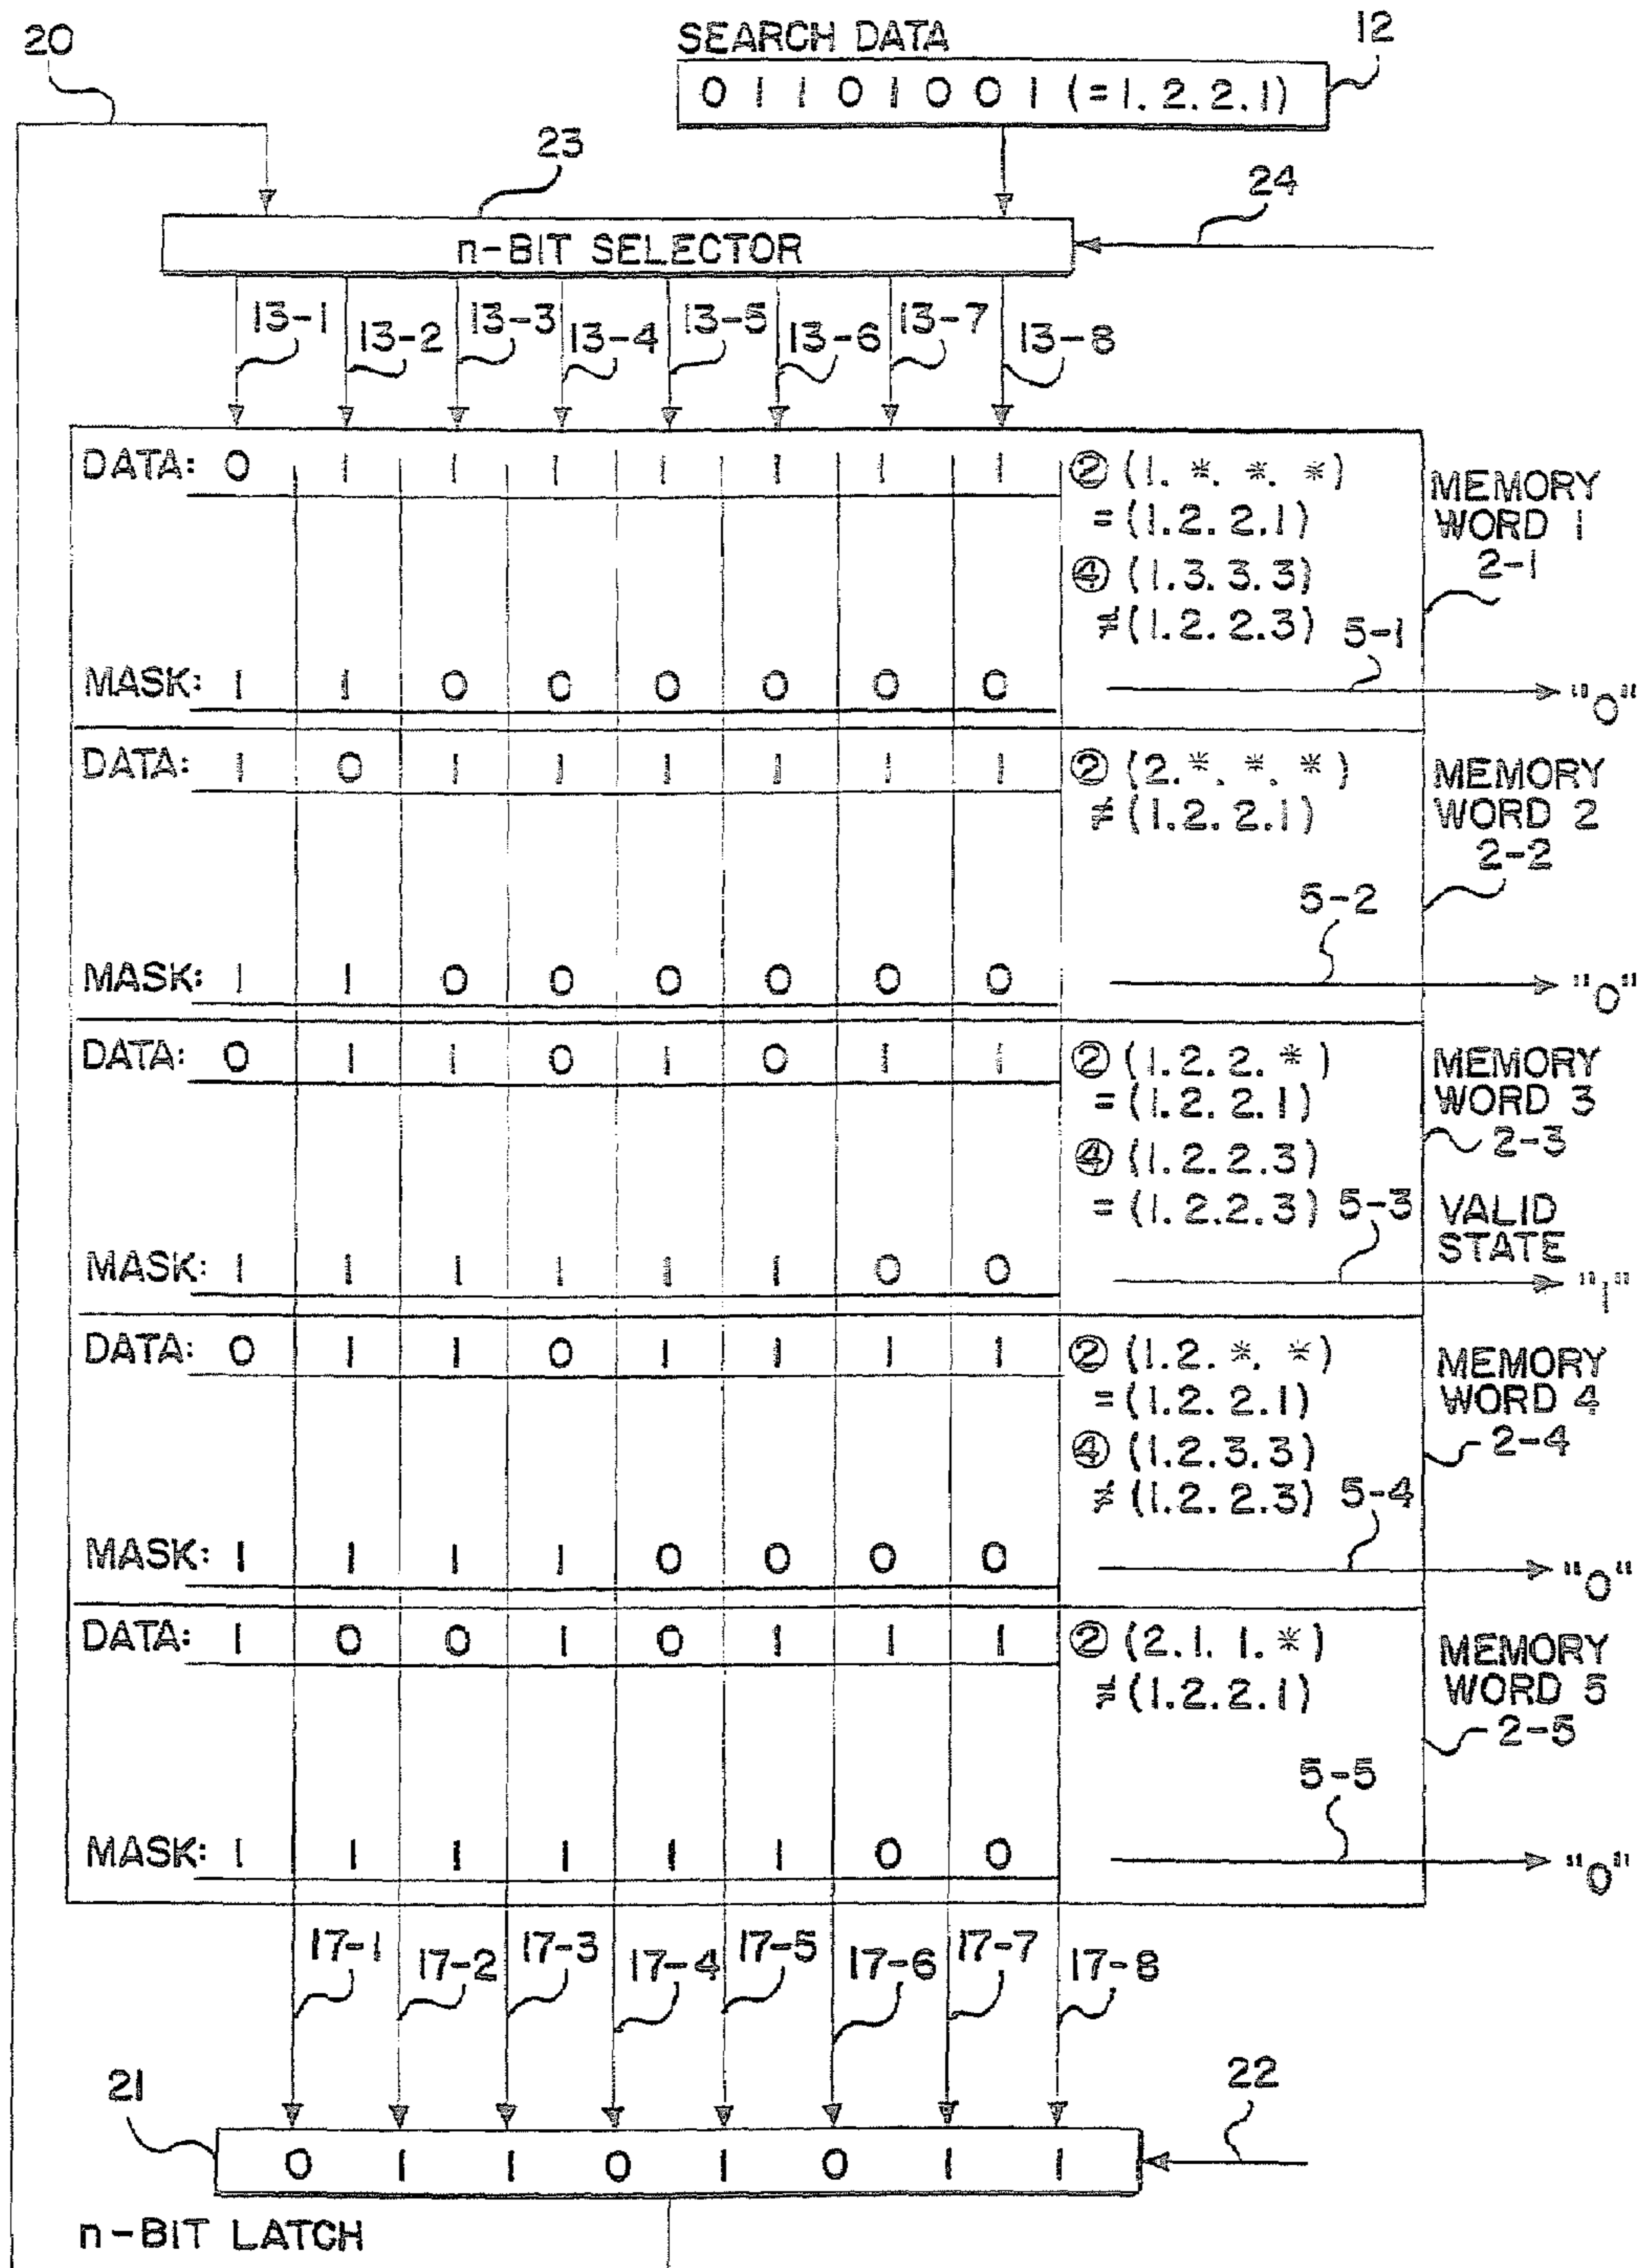 20
SEARCH DATA
12
0 1 1 0 1 0 0 1 (=1.2.2.1)
23
24
n-BIT SELECTOR
13-1 13-2 13-3 13-4 13-5 13-6 13-7 13-8
DATA: 0 1 1 1 1 1 1 1 ② (1. *. *. *)
= (1.2.2.1)
④ (1.3.3.3)
≠ (1.2.2.3)
MEMORY
WORD 1
2-1
5-1
MASK: 1 1 0 0 0 0 0 0 "0"
DATA: 1 0 1 1 1 1 1 1 ② (2. *. *. *)
≠ (1.2.2.1)
MEMORY
WORD 2
2-2
5-2
MASK: 1 1 0 0 0 0 0 0 "0"
DATA: 0 1 1 0 1 0 1 1 ② (1.2.2. *)
= (1.2.2.1)
④ (1.2.2.3)
= (1.2.2.3)
MEMORY
WORD 3
2-3
5-3
VALID
STATE
MASK: 1 1 1 1 1 1 0 0 "1"
DATA: 0 1 1 0 1 1 1 1 ② (1.2. *. *)
= (1.2.2.1)
④ (1.2.3.3)
≠ (1.2.2.3)
MEMORY
WORD 4
2-4
5-4
MASK: 1 1 1 1 0 0 0 0 "0"
DATA: 1 0 0 1 0 1 1 1 ② (2.1.1. *)
≠ (1.2.2.1)
MEMORY
WORD 5
2-5
5-5
MASK: 1 1 1 1 1 1 0 0 "0"
17-1 17-2 17-3 17-4 17-5 17-6 17-7 17-8
21
22
0 1 1 0 1 0 1 1
n-BIT LATCH